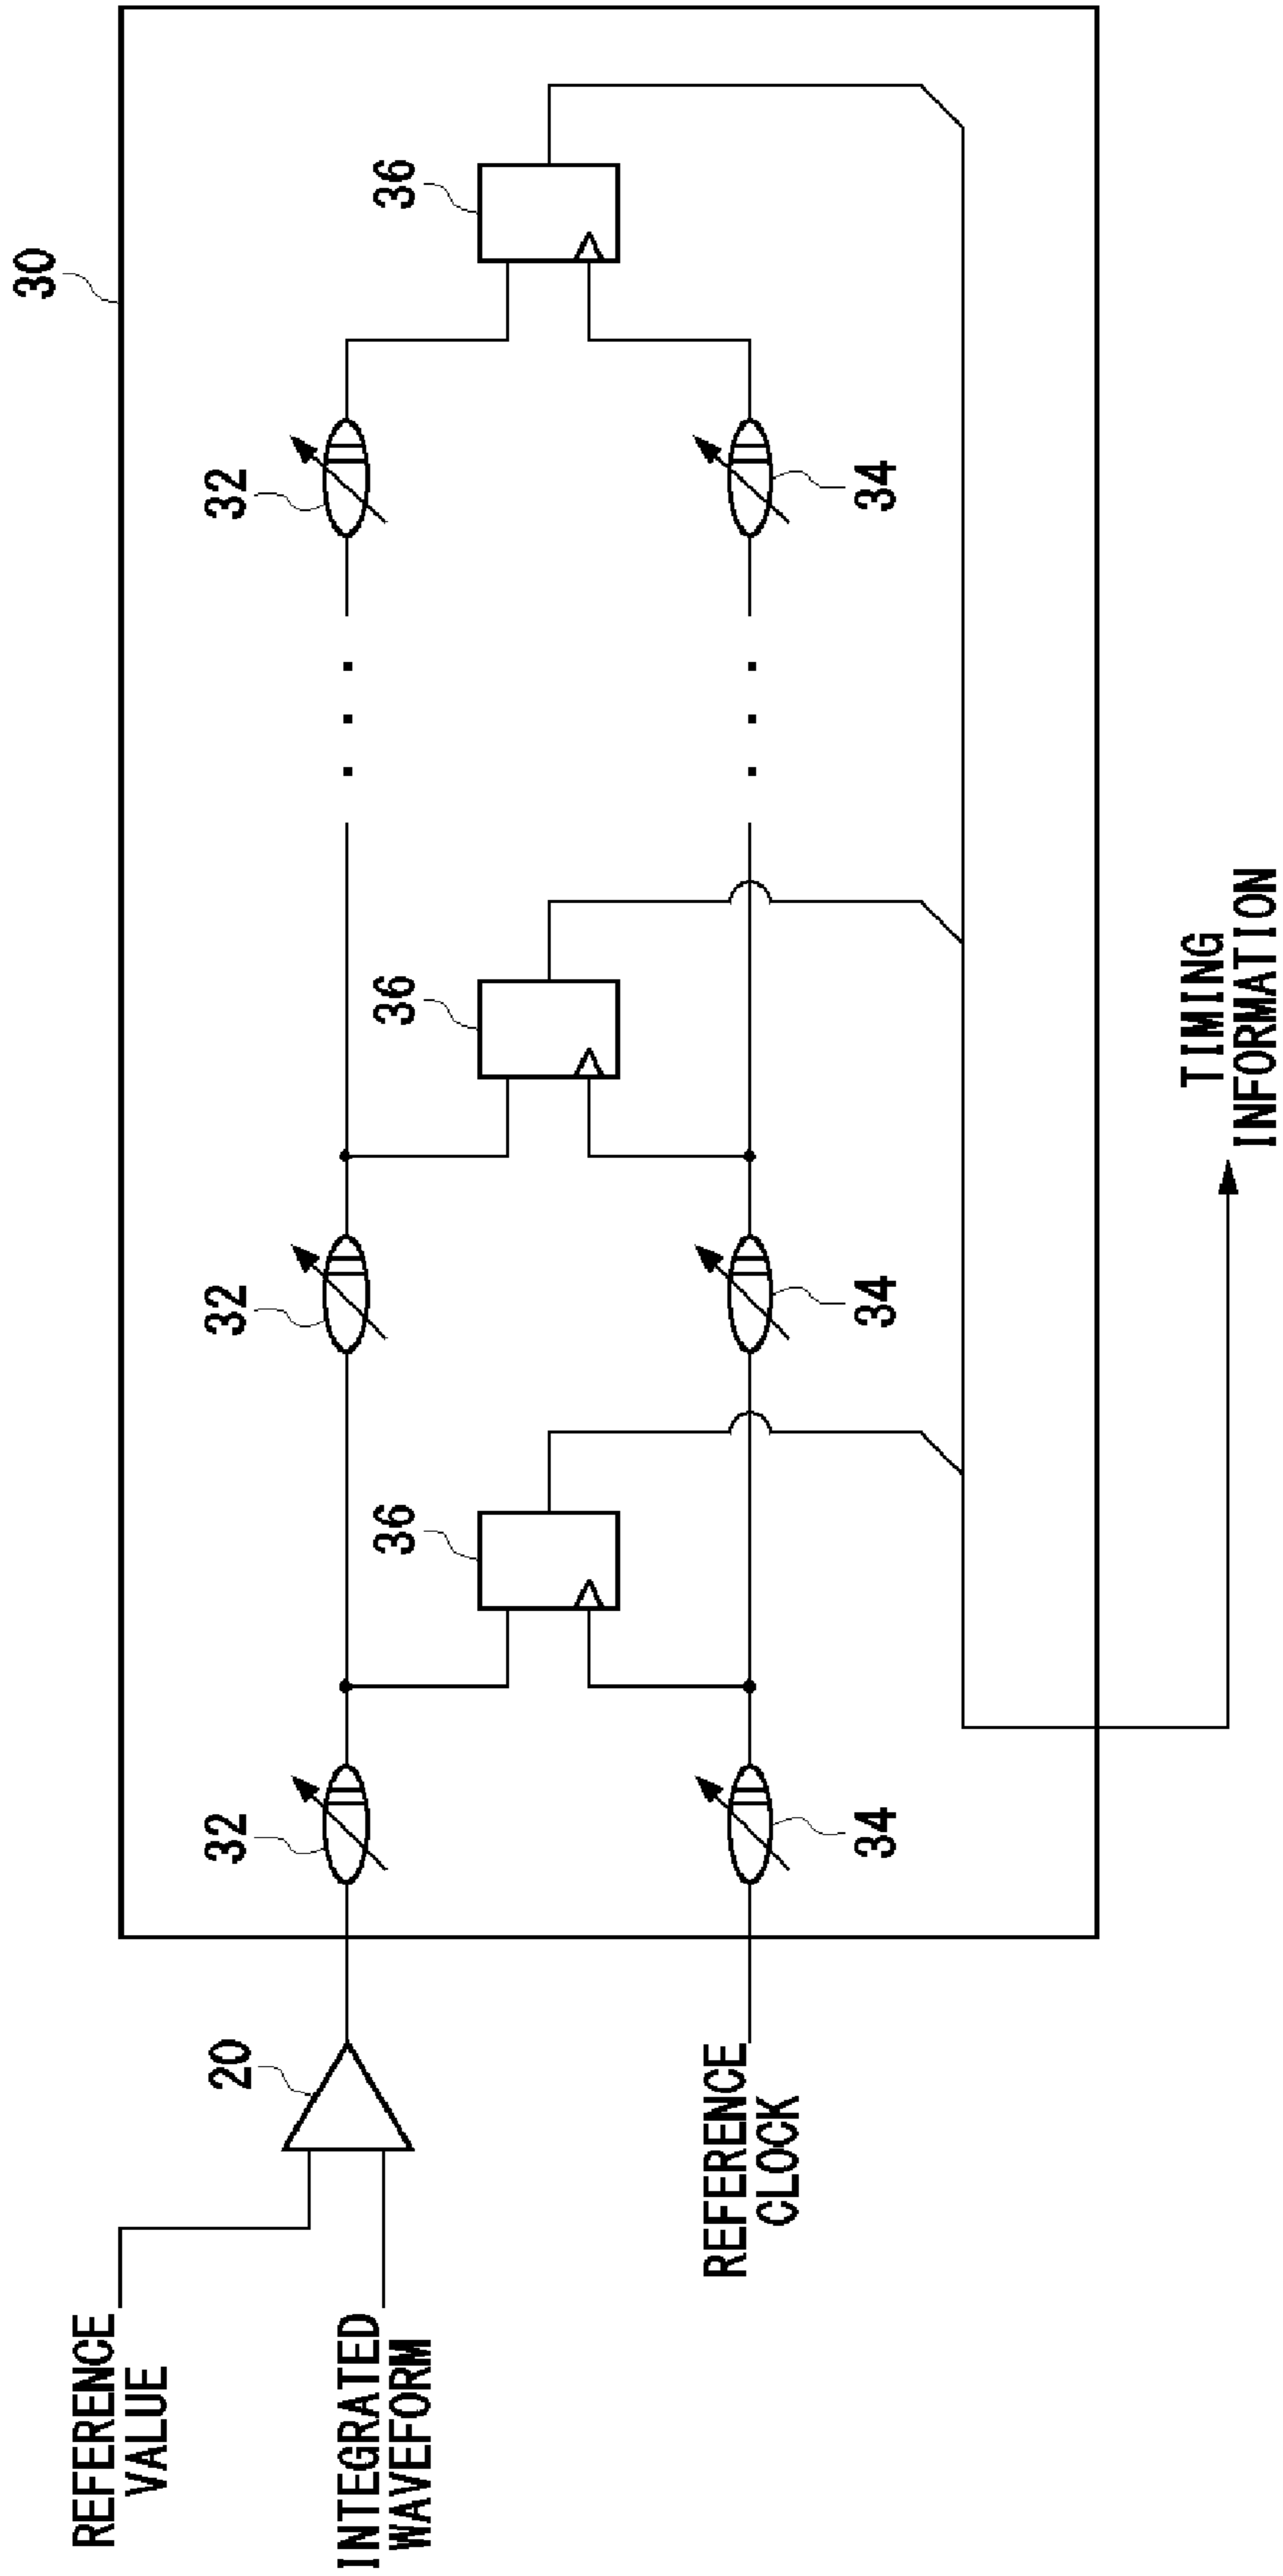 30
36
36
36
32
32
32
20
REFERENCE
VALUE
INTEGRATED
WAVEFORM
34
34
34
REFERENCE
CLOCK
TIMING
INFORMATION